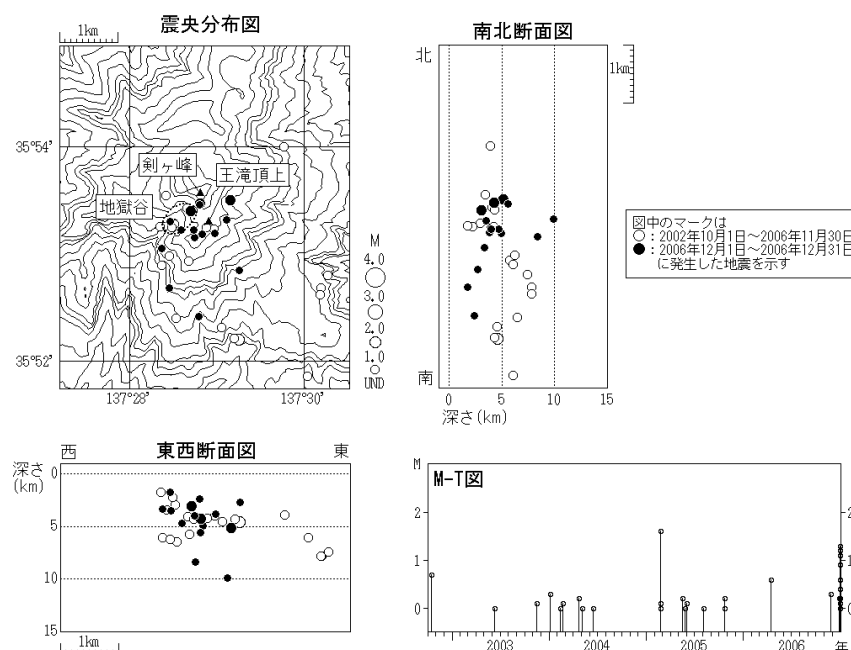 震央分布図
1km
35°54′
35°52′
137°28′
137°30′
剣ヶ峰
王滝頂上
地獄谷
M
4.0
3.0
2.0
1.0
UND
南北断面図
北
南
1km
0
5
10
15
深さ(km)
図中のマークは
○:2002年10月1日~2006年11月30日
●:2006年12月1日~2006年12月31日
に発生した地震を示す
東西断面図
西
東
深さ
(km)
0
5
10
15
1km
M-T図
M
2
1
0
2
1
2003
2004
2005
2006
年